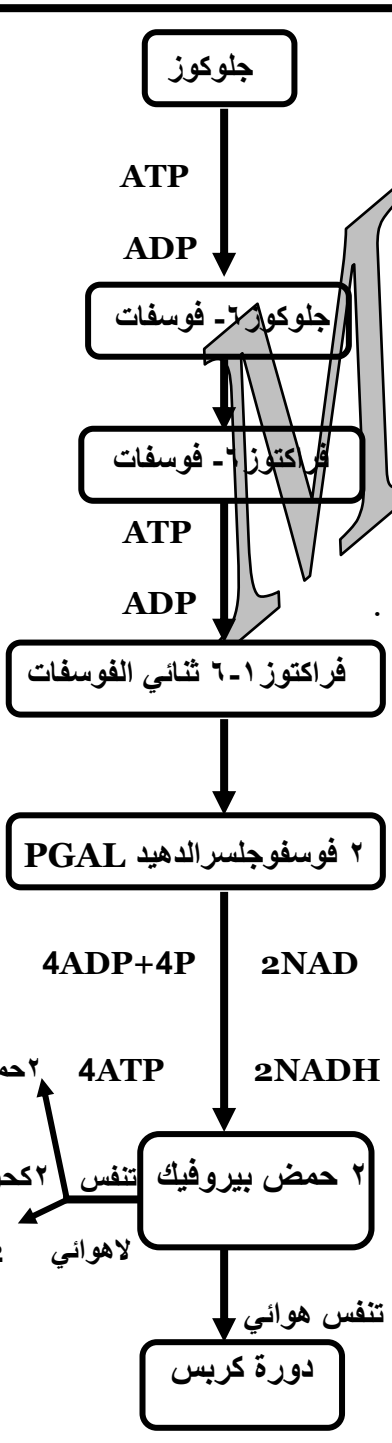 جلوكوز
ATP
ADP
جلوكوز ٦- فوسفات
فراكتوز ٦- فوسفات
ATP
ADP
.
فراكتوز ١-٦ ثنائي الفوسفات
٢ فوسفوجلسرالدهيد PGAL
4ADP+4P 2NAD
4ATP 2NADH
٢ حمض بيروفيك
تنفس
لاهوائي
تنفس هوائي
دورة كربس